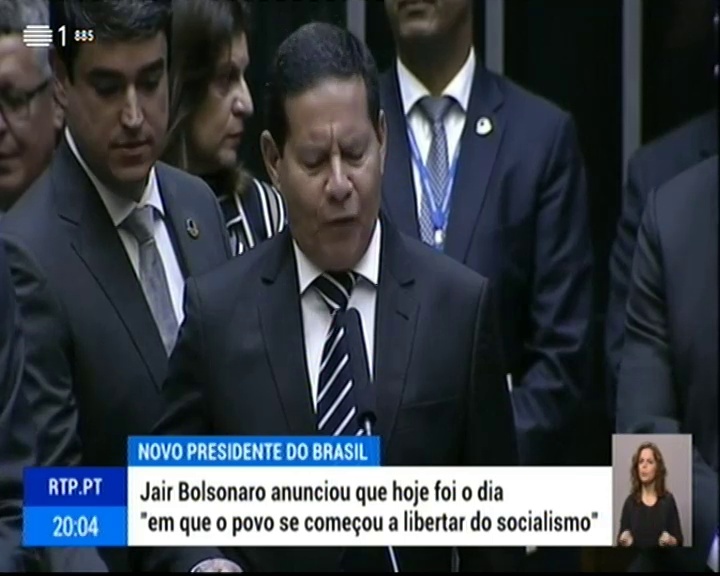 1 885
NOVO PRESIDENTE DO BRASIL
RTP.PT
Jair Bolsonaro anunciou que hoje foi o dia
20:04
"em que o povo se começou a libertar do socialismo"